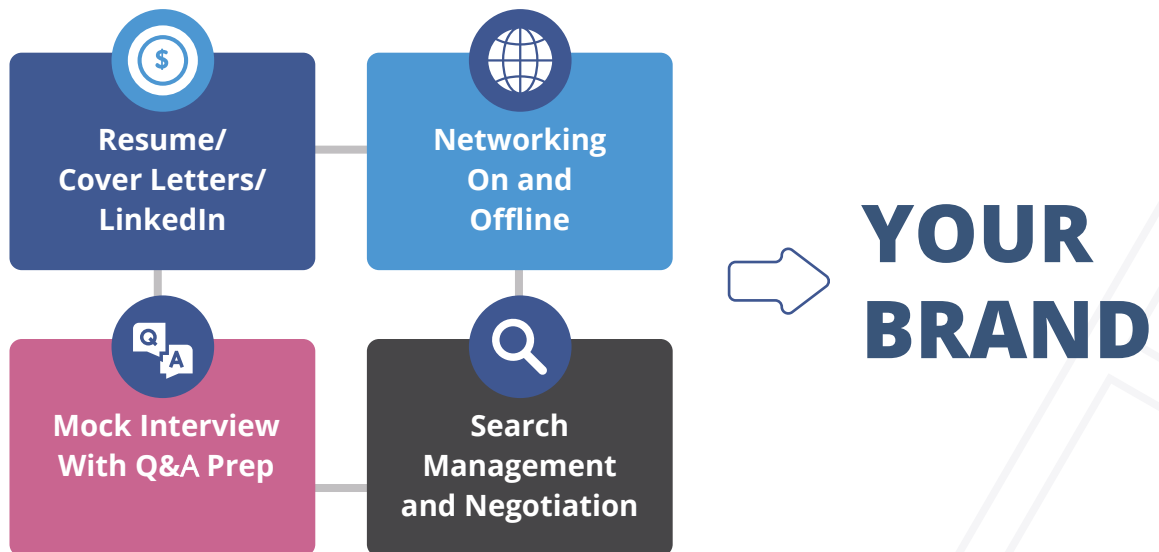 $
Resume/
Cover Letters/
LinkedIn
Networking
On and
Offline
Q
A
Mock Interview
With Q&A Prep
Search
Management
and Negotiation
YOUR
BRAND